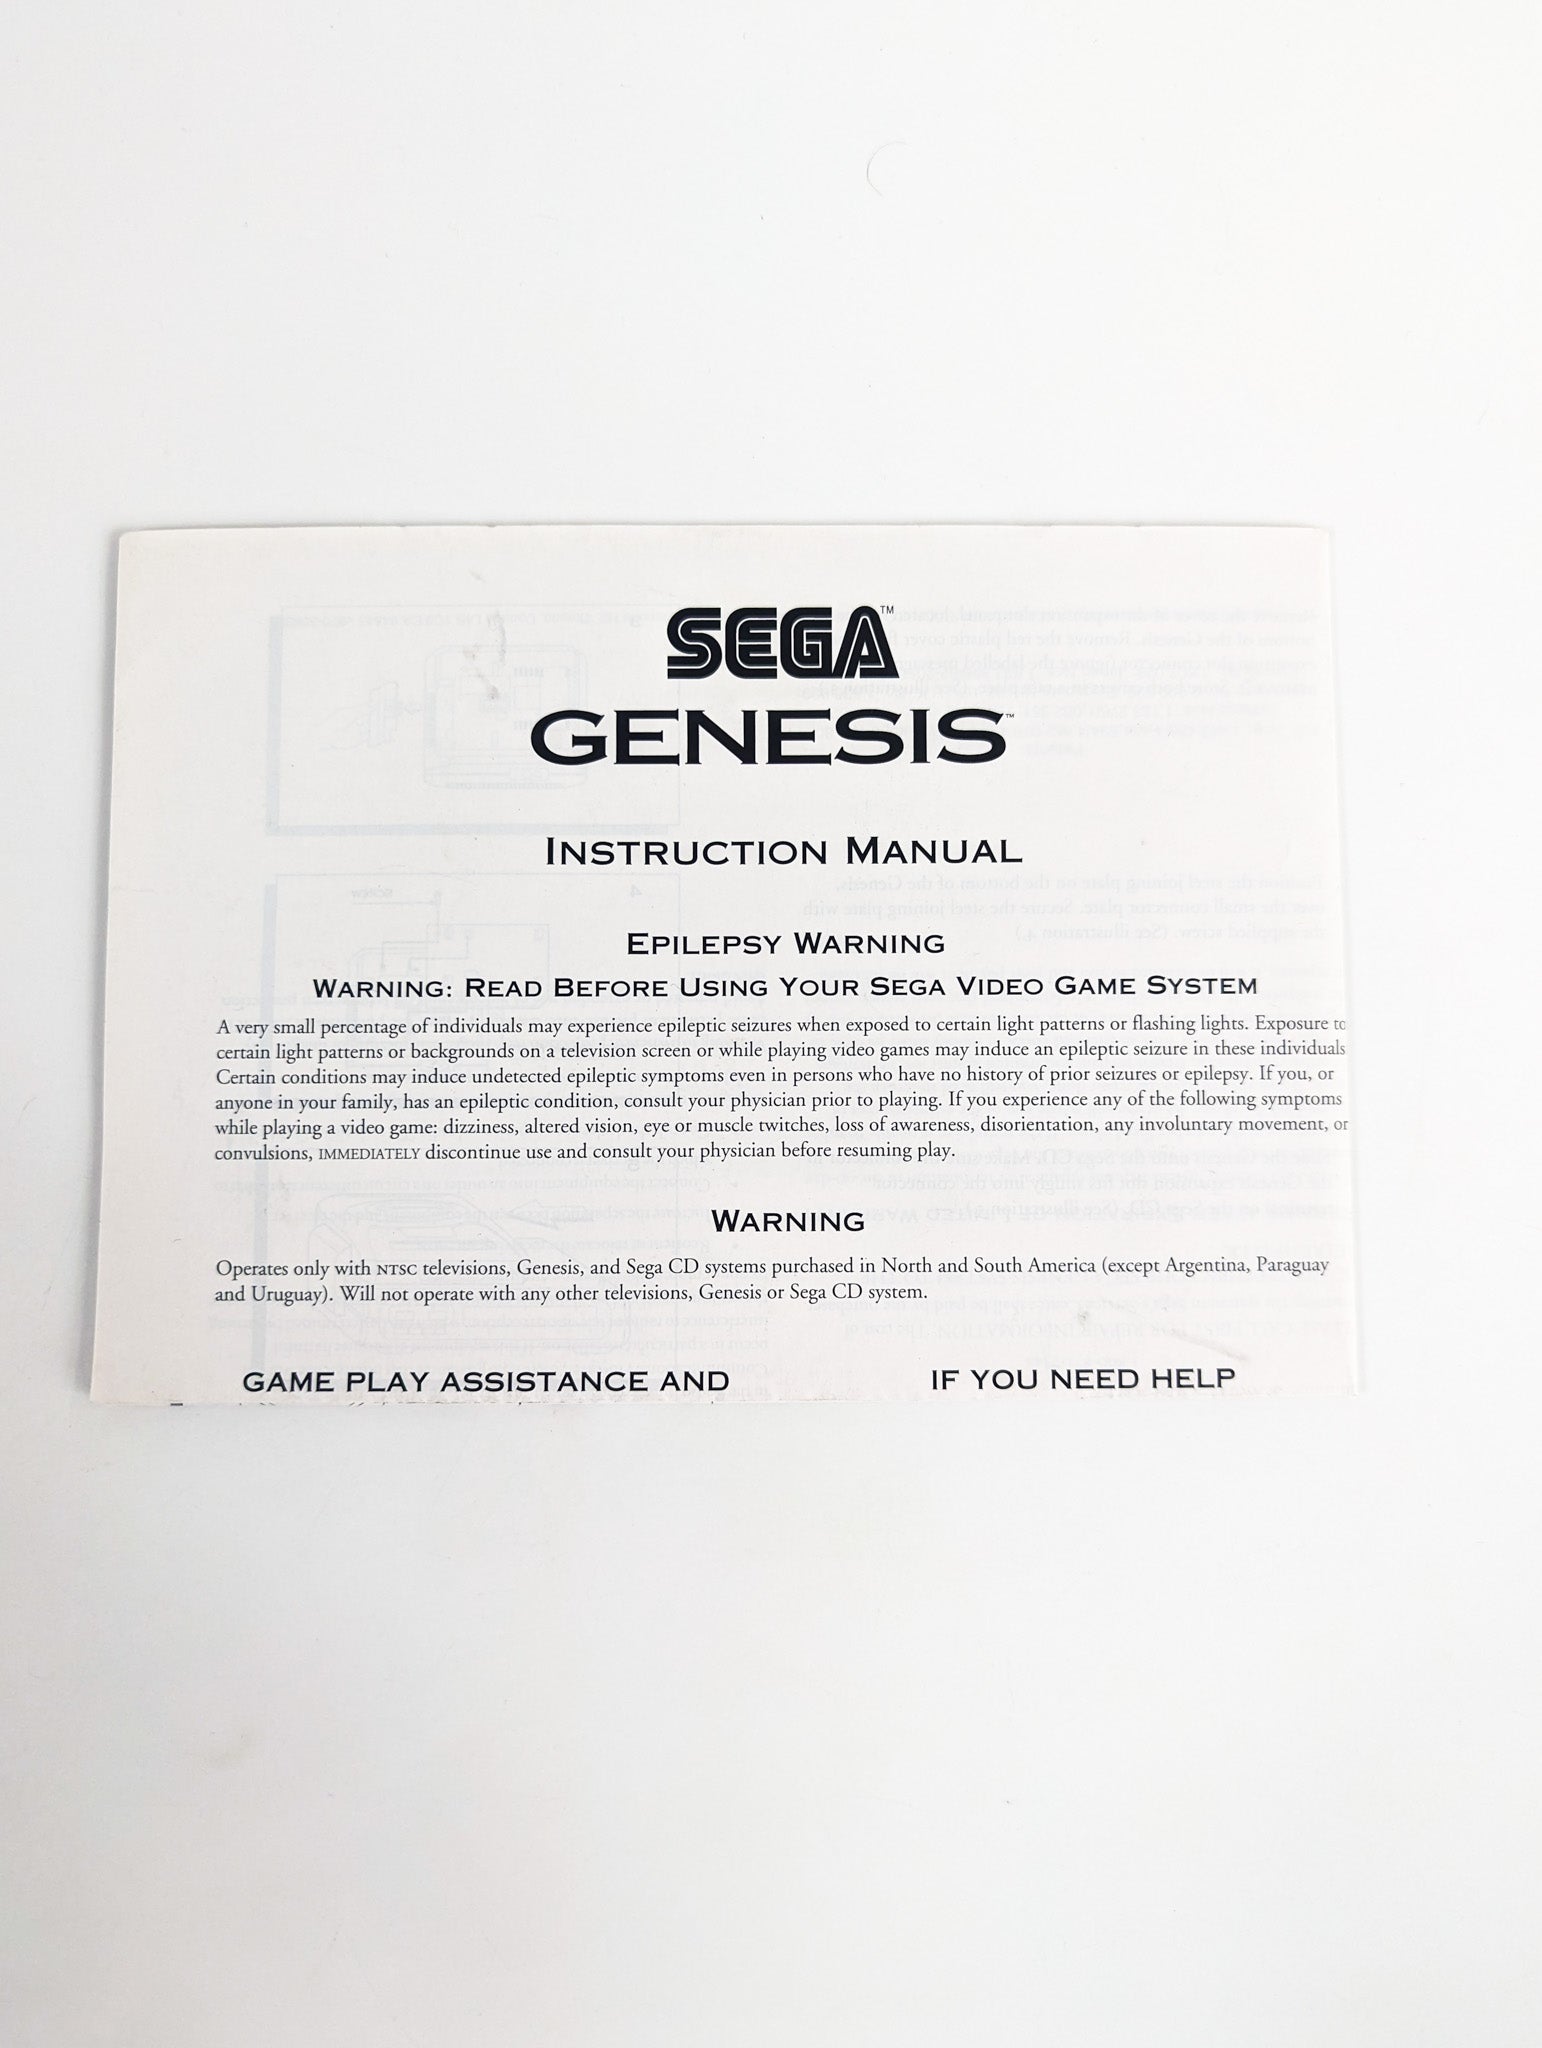 SEGA™
GENESIS™
INSTRUCTION MANUAL
EPILEPSY WARNING
WARNING: READ BEFORE USING YOUR SEGA VIDEO GAME SYSTEM
A very small percentage of individuals may experience epileptic seizures when exposed to certain light patterns or flashing lights. Exposure to
certain light patterns or backgrounds on a television screen or while playing video games may induce an epileptic seizure in these individuals
Certain conditions may induce undetected epileptic symptoms even in persons who have no history of prior seizures or epilepsy. If you, or
anyone in your family, has an epileptic condition, consult your physician prior to playing. If you experience any of the following symptoms
while playing a video game: dizziness, altered vision, eye or muscle twitches, loss of awareness, disorientation, any involuntary movement, or
convulsions, IMMEDIATELY discontinue use and consult your physician before resuming play.
WARNING
Operates only with NTSC televisions, Genesis, and Sega CD systems purchased in North and South America (except Argentina, Paraguay
and Uruguay). Will not operate with any other televisions, Genesis or Sega CD system.
GAME PLAY ASSISTANCE AND
IF YOU NEED HELP